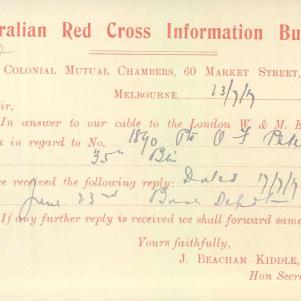 ralian Red Cross Information Bu
Colonial Mutual Chambers, 60 Market Street,
Melbourne, 23/7/17
ir,
In answer to our cable to the London W. & M. E
in regard to No. 1890 Pte O F Pete
35th Btn
e received the following reply: Dated 17/7/17
June 23rd Base Depot
If any further reply is received we shall forward same
Yours faithfully,
J. BEACHAM KIDDLE,
Hon Secre